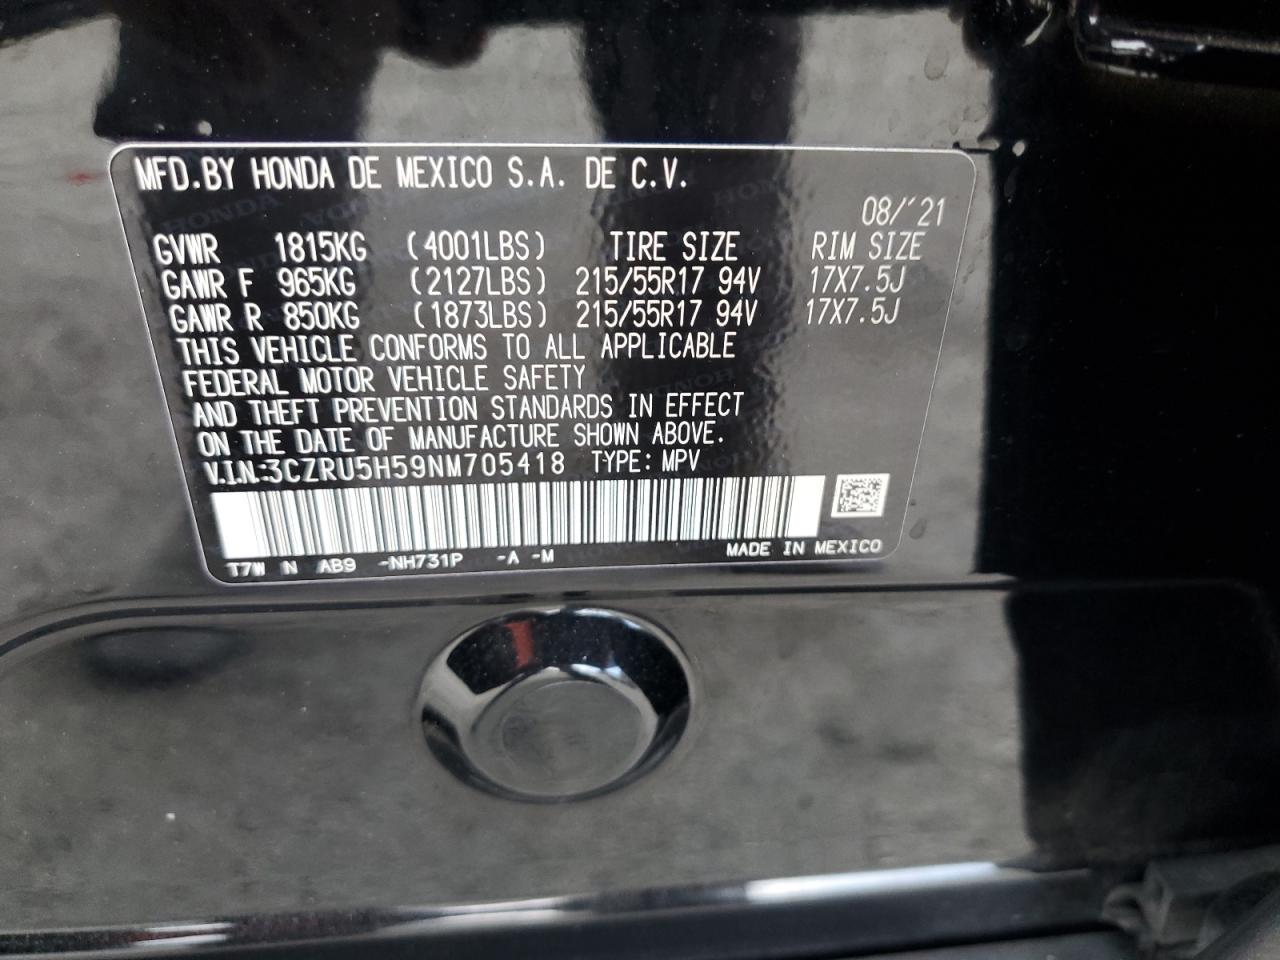 MFD.BY HONDA DE MEXICO S.A. DE C.V.
08/'21
GVWR 1815KG (4001LBS) TIRE SIZE RIM SIZE
GAWR F 965KG (2127LBS) 215/55R17 94V 17X7.5J
GAWR R 850KG (1873LBS) 215/55R17 94V 17X7.5J
THIS VEHICLE CONFORMS TO ALL APPLICABLE
FEDERAL MOTOR VEHICLE SAFETY
AND THEFT PREVENTION STANDARDS IN EFFECT
ON THE DATE OF MANUFACTURE SHOWN ABOVE.
V.I.N:3CZRU5H59NM705418 TYPE: MPV
MADE IN MEXICO
T7W N AB9 -NH731P -A -M